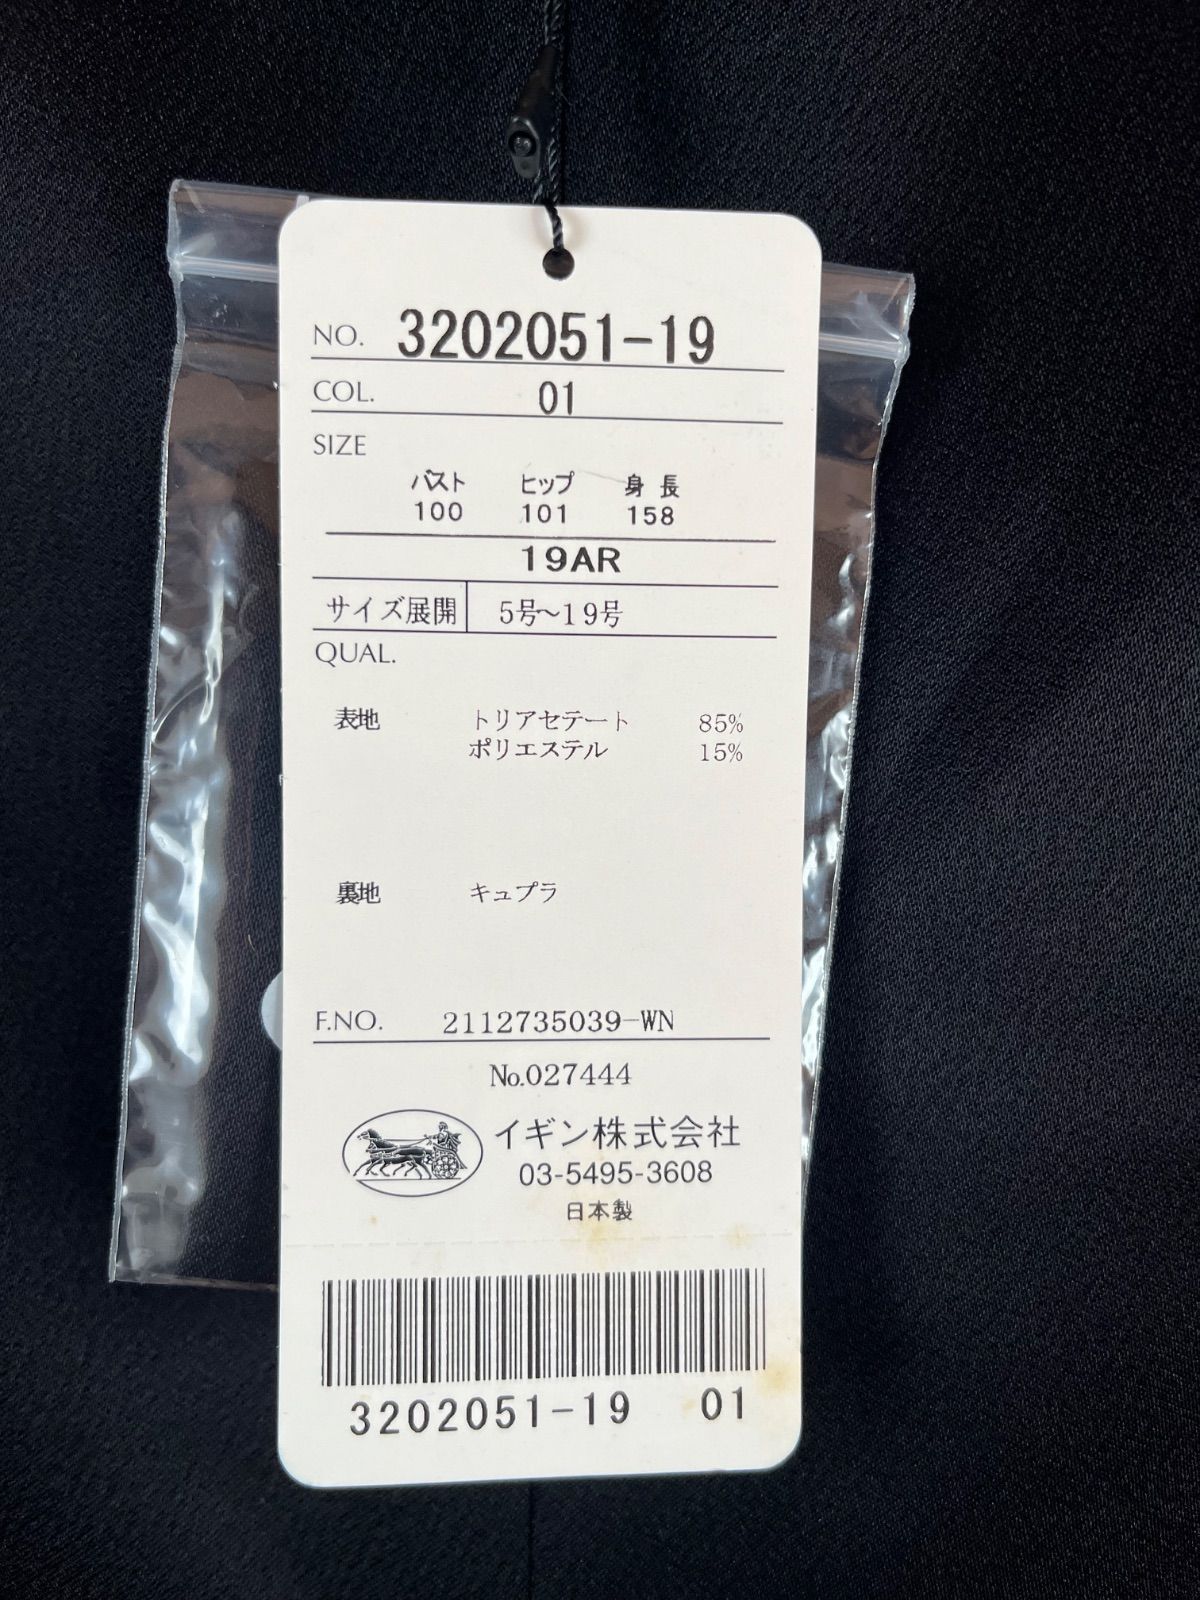 NO. 3202051-19
COL. 01
SIZE
バスト ヒップ 身長
100 101 158
19AR
サイズ展開 5号～19号
QUAL.
表地 トリアセテート 85%
ポリエステル 15%
裏地 キュプラ
F.NO. 2112735039-WN
No.027444
イギン株式会社
03-5495-3608
日本製
3202051-19 01